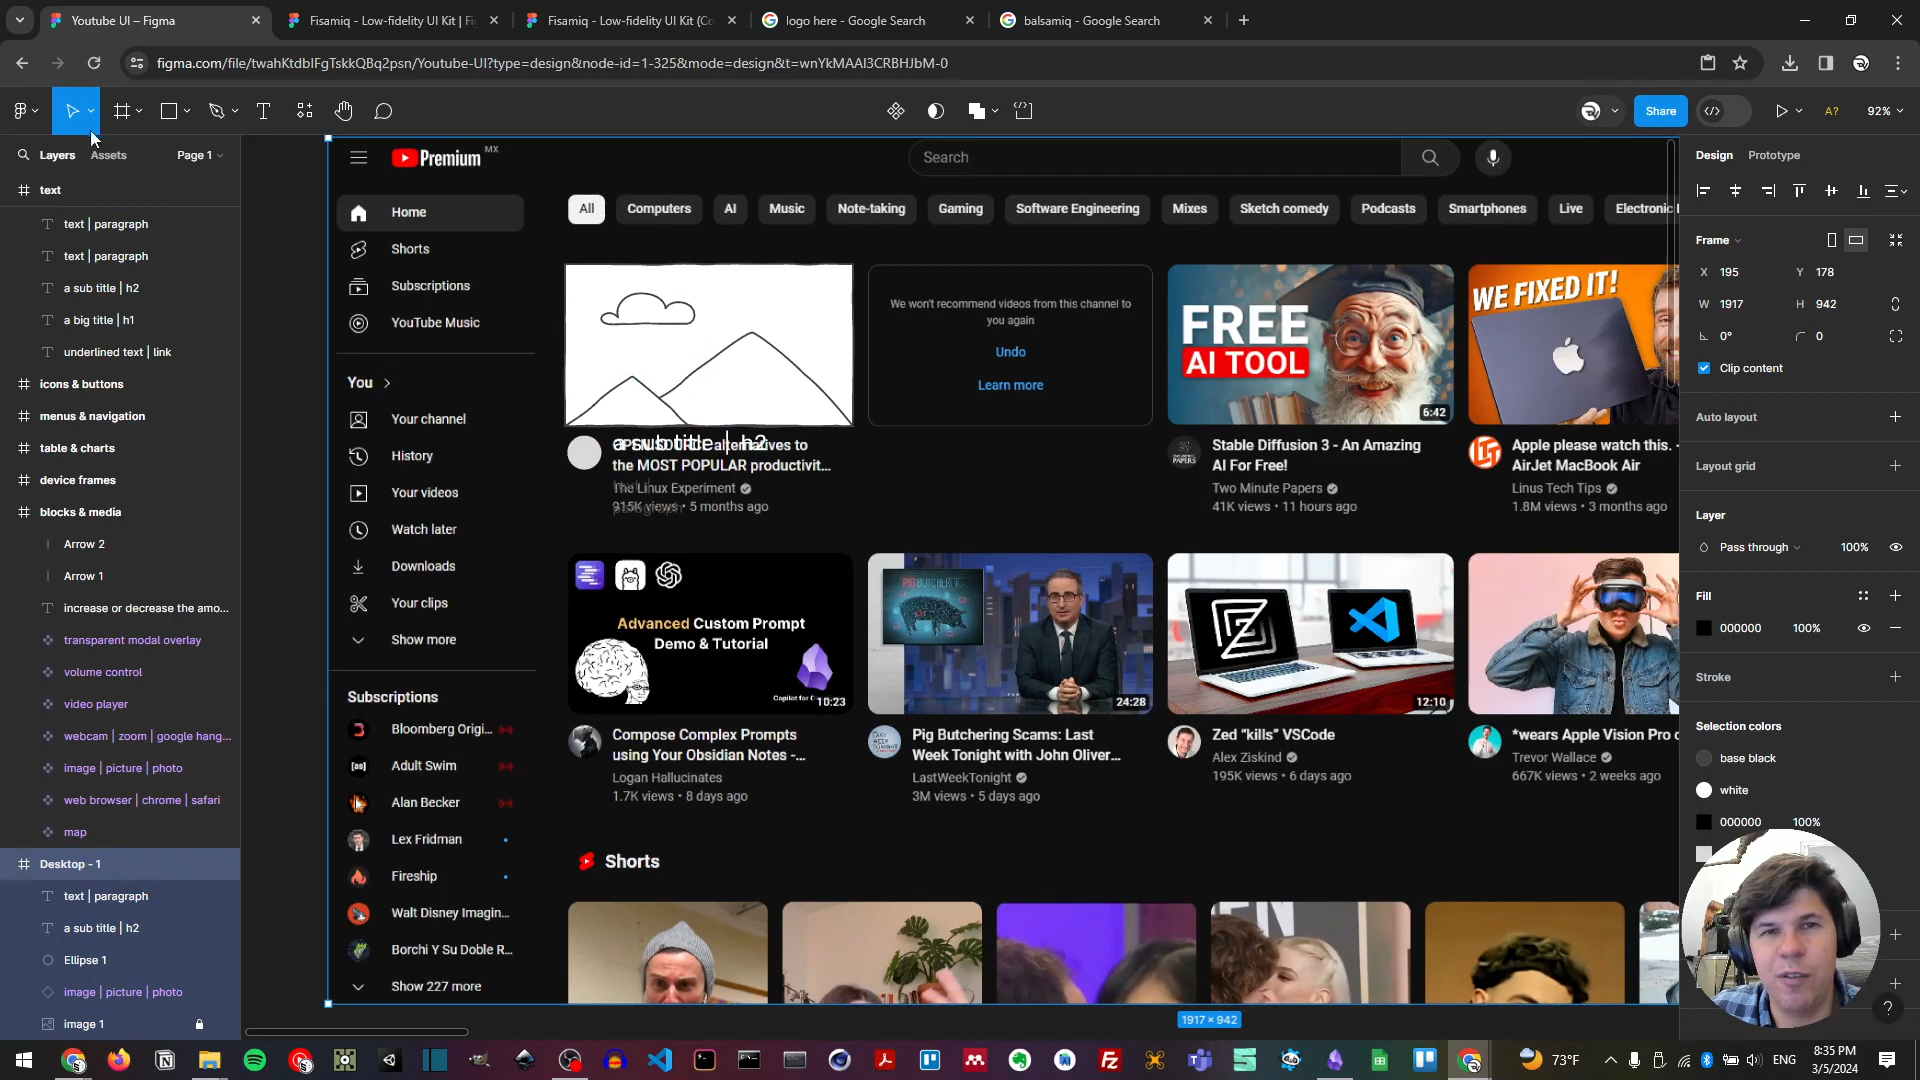 Youtube UI – Figma
Fisamiq - Low-fidelity UI Kit | Fi
Fisamiq - Low-fidelity UI Kit (Co
logo here - Google Search
balsamiq - Google Search
figma.com/file/twahKtdbIFgTskkQBq2psn/Youtube-UI?type=design&node-id=1-325&mode=design&t=wnYkMAAl3CRBHJbM-0
Share
A?
92%
Layers
Assets
Page 1
text
text | paragraph
text | paragraph
a sub title | h2
a big title | h1
underlined text | link
icons & buttons
menus & navigation
table & charts
device frames
blocks & media
Arrow 2
Arrow 1
increase or decrease the amo...
transparent modal overlay
volume control
video player
webcam | zoom | google hang...
image | picture | photo
web browser | chrome | safari
map
Desktop - 1
text | paragraph
a sub title | h2
Ellipse 1
image | picture | photo
image 1
Premium MX
Search
Home
Shorts
Subscriptions
YouTube Music
You
Your channel
History
Your videos
Watch later
Downloads
Your clips
Show more
Subscriptions
Bloomberg Origi...
Adult Swim
Alan Becker
Lex Fridman
Fireship
Walt Disney Imagin...
Borchi Y Su Doble R...
Show 227 more
All
Computers
AI
Music
Note-taking
Gaming
Software Engineering
Mixes
Sketch comedy
Podcasts
Smartphones
Live
Electronic
a sub title | h2
OPEN SOURCE alternatives to
the MOST POPULAR productivit...
The Linux Experiment
915K views • 5 months ago
paragraph
We won't recommend videos from this channel to
you again
Undo
Learn more
FREE
AI TOOL
6:42
PAPERS
Stable Diffusion 3 - An Amazing
AI For Free!
Two Minute Papers
41K views • 11 hours ago
WE FIXED IT!
Apple please watch this. -
AirJet MacBook Air
Linus Tech Tips
1.8M views • 3 months ago
Advanced Custom Prompt
Demo & Tutorial
10:23
Compose Complex Prompts
using Your Obsidian Notes -...
Logan Hallucinates
1.7K views • 8 days ago
PIG BUTCHERING
24:28
Pig Butchering Scams: Last
Week Tonight with John Oliver...
LastWeekTonight
3M views • 5 days ago
12:10
Zed “kills” VSCode
Alex Ziskind
195K views • 6 days ago
*wears Apple Vision Pro o
Trevor Wallace
667K views • 2 weeks ago
Shorts
1917 × 942
Design
Prototype
Frame
X 195
Y 178
W 1917
H 942
0°
0
Clip content
Auto layout
Layout grid
Layer
Pass through
100%
Fill
000000
100%
Stroke
Selection colors
base black
white
000000
100%
?
73°F
ENG
8:35 PM
3/5/2024